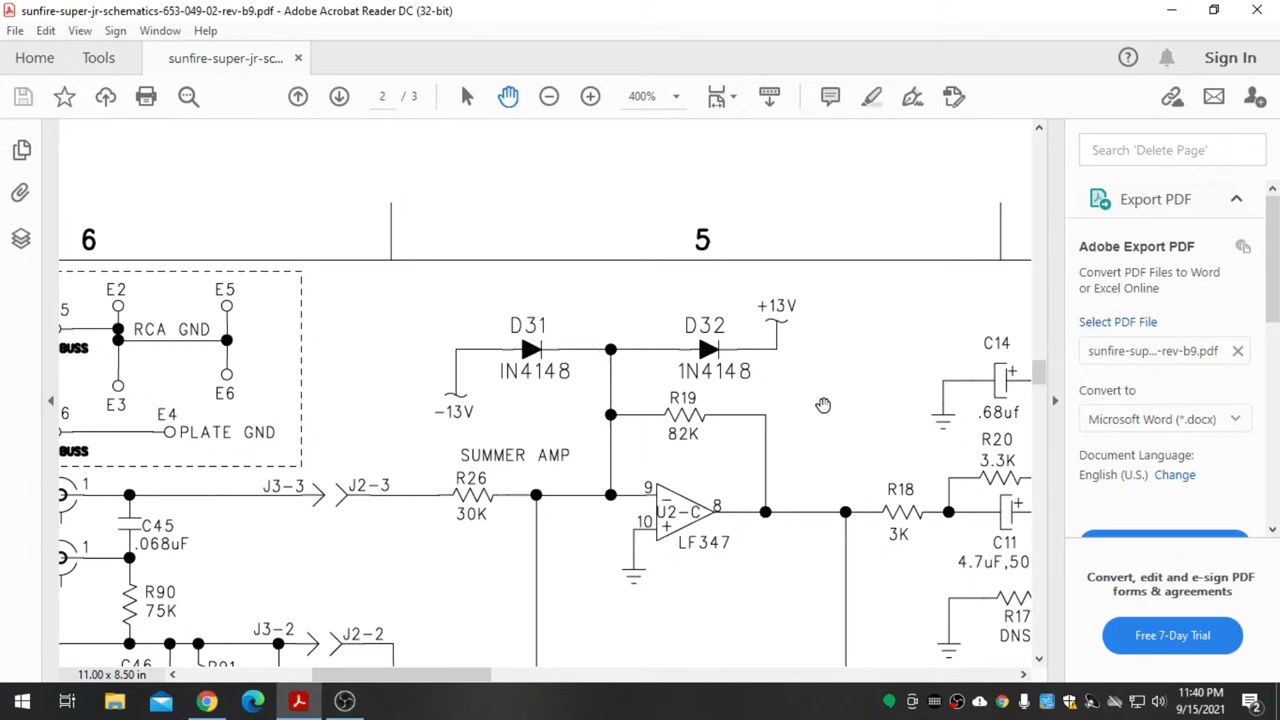 sunfire-super-jr-schematics-653-049-02-rev-b9.pdf - Adobe Acrobat Reader DC (32-bit)
File Edit View Sign Window Help
Home Tools sunfire-super-jr-sc... Sign In
2 / 3 400%
Search 'Delete Page'
Export PDF
Adobe Export PDF
Convert PDF Files to Word
or Excel Online
Select PDF File
sunfire-sup...-rev-b9.pdf
Convert to
Microsoft Word (*.docx)
Document Language:
English (U.S.) Change
Convert, edit and e-sign PDF
forms & agreements
Free 7-Day Trial
6 5
E2 E5
5 RCA GND
BUSS
E3 E6
6 E4
PLATE GND
BUSS
D31 D32 +13V
1N4148 1N4148
-13V
R19
82K
C14
.68uf
SUMMER AMP
R20
3.3K
1 J3-3 J2-3 R26
30K
9 8
10 U2-C
LF347
R18
3K
C11
4.7uF,50
C45
.068uF
1
R90
75K
R17
DNS
J3-2 J2-2
C46 R91
11.00 x 8.50 in
11:40 PM
9/15/2021
2